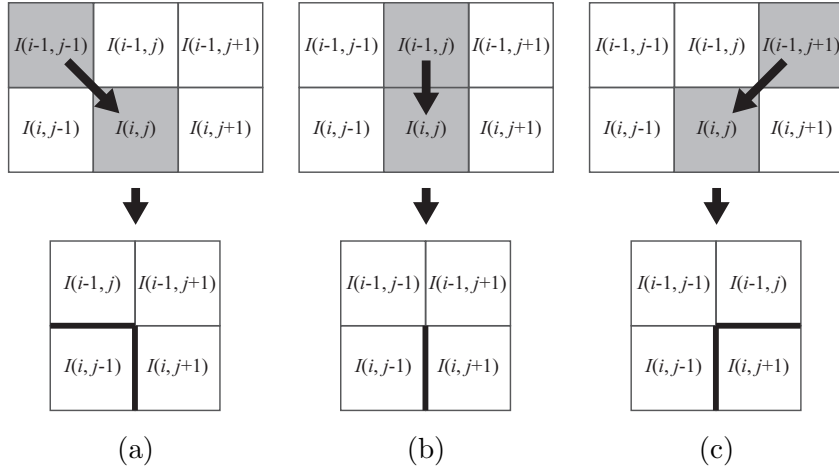 I(i-1, j-1) I(i-1, j) I(i-1, j+1) I(i-1, j-1) I(i-1, j) I(i-1, j+1) I(i-1, j-1) I(i-1, j) I(i-1, j+1)
I(i, j-1) I(i, j) I(i, j+1) I(i, j-1) I(i, j) I(i, j+1) I(i, j-1) I(i, j) I(i, j+1)
I(i-1, j) I(i-1, j+1) I(i-1, j-1) I(i-1, j+1) I(i-1, j-1) I(i-1, j)
I(i, j-1) I(i, j+1) I(i, j-1) I(i, j+1) I(i, j-1) I(i, j+1)
(a) (b) (c)